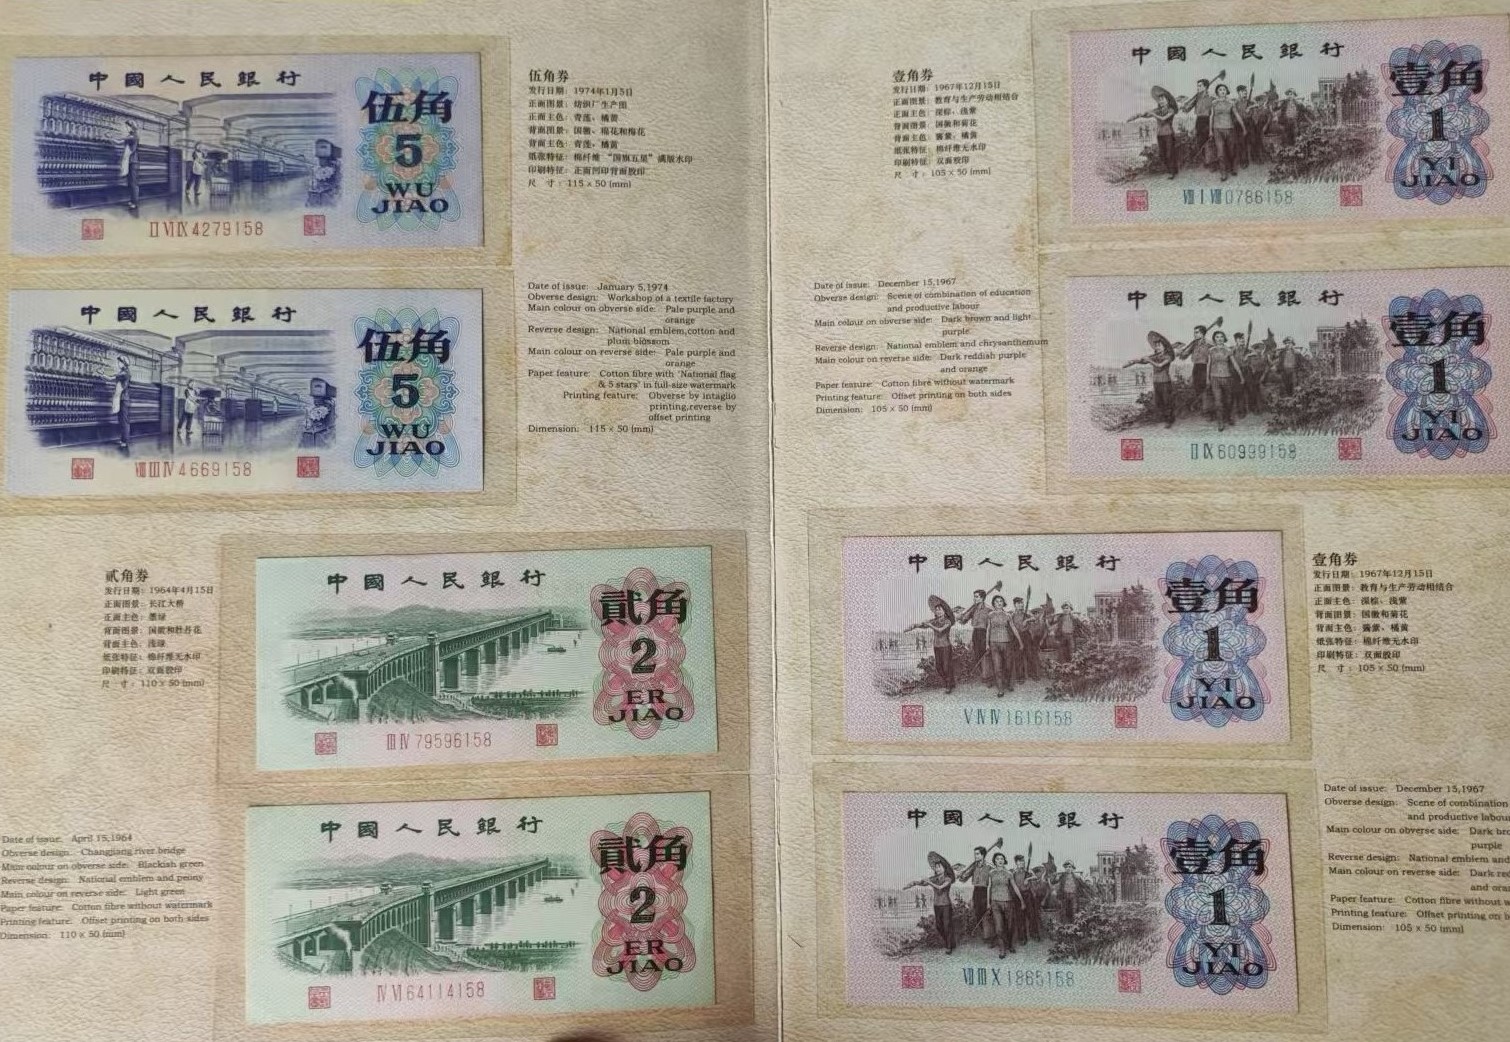 中國人民銀行
伍角
5
WU
JIAO
II VI IX 4279158
伍角券
发行日期：1974年1月5日
正面图景：纺织厂生产图
正面主色：青莲、橘黄
背面图景：国徽、棉花和梅花
背面主色：青莲、橘黄
纸张特征：棉纤维“国旗五星”满版水印
印刷特征：正面凹印背面胶印
尺 寸：115 × 50 (mm)
中國人民銀行
伍角
5
WU
JIAO
VIII III IV 4669158
Date of issue: January 5,1974
Obverse design: Workshop of a textile factory
Main colour on obverse side: Pale purple and
orange
Reverse design: National emblem,cotton and
plum blossom
Main colour on reverse side: Pale purple and
orange
Paper feature: Cotton fibre with 'National flag
& 5 stars' in full-size watermark
Printing feature: Obverse by intaglio
printing,reverse by
offset printing
Dimension: 115 × 50 (mm)
贰角券
发行日期：1964年4月15日
正面图景：长江大桥
正面主色：墨绿
背面图景：国徽和牡丹花
背面主色：浅绿
纸张特征：棉纤维无水印
印刷特征：双面胶印
尺 寸：110 × 50 (mm)
中國人民銀行
貳角
2
ER
JIAO
III IV 79596158
Date of issue: April 15,1964
Obverse design: Changjiang river bridge
Main colour on obverse side: Blackish green
Reverse design: National emblem and peony
Main colour on reverse side: Light green
Paper feature: Cotton fibre without watermark
Printing feature: Offset printing on both sides
Dimension: 110 × 50 (mm)
中國人民銀行
貳角
2
ER
JIAO
IV VI 64114158
壹角券
发行日期：1967年12月15日
正面图景：教育与生产劳动相结合
正面主色：深棕、浅紫
背面图景：国徽和菊花
背面主色：酱紫、橘黄
纸张特征：棉纤维无水印
印刷特征：双面胶印
尺 寸：105 × 50 (mm)
中國人民銀行
壹角
1
YI
JIAO
VIII I VIII 0786158
Date of issue: December 15,1967
Obverse design: Scene of combination of education
and productive labour
Main colour on obverse side: Dark brown and light
purple
Reverse design: National emblem and chrysanthemum
Main colour on reverse side: Dark reddish purple
and orange
Paper feature: Cotton fibre without watermark
Printing feature: Offset printing on both sides
Dimension: 105 × 50 (mm)
中國人民銀行
壹角
1
YI
JIAO
II IX 60999158
中國人民銀行
壹角
1
YI
JIAO
V IV IV 1616158
壹角券
发行日期：1967年12月15日
正面图景：教育与生产劳动相结合
正面主色：深棕、浅紫
背面图景：国徽和菊花
背面主色：酱紫、橘黄
纸张特征：棉纤维无水印
印刷特征：双面胶印
尺 寸：105 × 50 (mm)
中國人民銀行
壹角
1
YI
JIAO
VII III X 1865158
Date of issue: December 15,1967
Obverse design: Scene of combination
and productive labou
Main colour on obverse side: Dark bro
purple
Reverse design: National emblem and
Main colour on reverse side: Dark red
and oran
Paper feature: Cotton fibre without w
Printing feature: Offset printing on b
Dimension: 105 × 50 (mm)